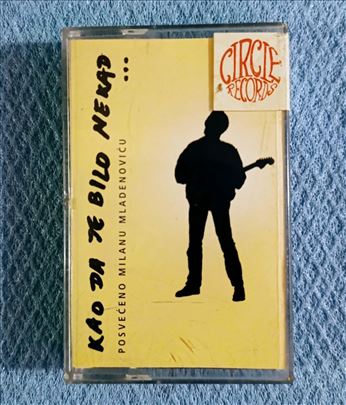 KAO DA JE BILO NEKAD ...
POSVEĆENO MILANU MLADENOVIĆU
CIRCLE
RECORDS